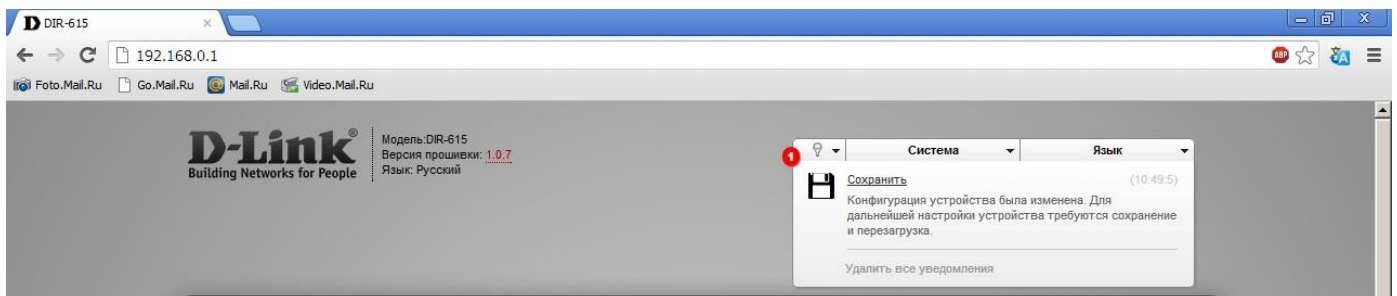 DIR-615
192.168.0.1
ABP
Foto.Mail.Ru Go.Mail.Ru Mail.Ru Video.Mail.Ru
D-Link®
Building Networks for People
Модель:DIR-615
Версия прошивки: 1.0.7
Язык: Русский
1
Система Язык
Сохранить (10:49:5)
Конфигурация устройства была изменена. Для
дальнейшей настройки устройства требуются сохранение
и перезагрузка.
Удалить все уведомления